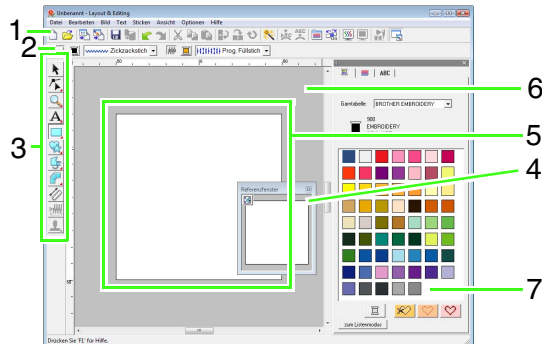 Unbenannt - Layout & Editing
Datei Bearbeiten Bild Text Sticken Ansicht Optionen Hilfe
1
2
Zickzackstich
Prog. Füllstich
3
A
ABC
6
Garntabelle: BROTHER EMBROIDERY
900
EMBROIDERY
5
4
Referenzfenster
7
zum Listenmodus
Drücken Sie 'F1' für Hilfe.